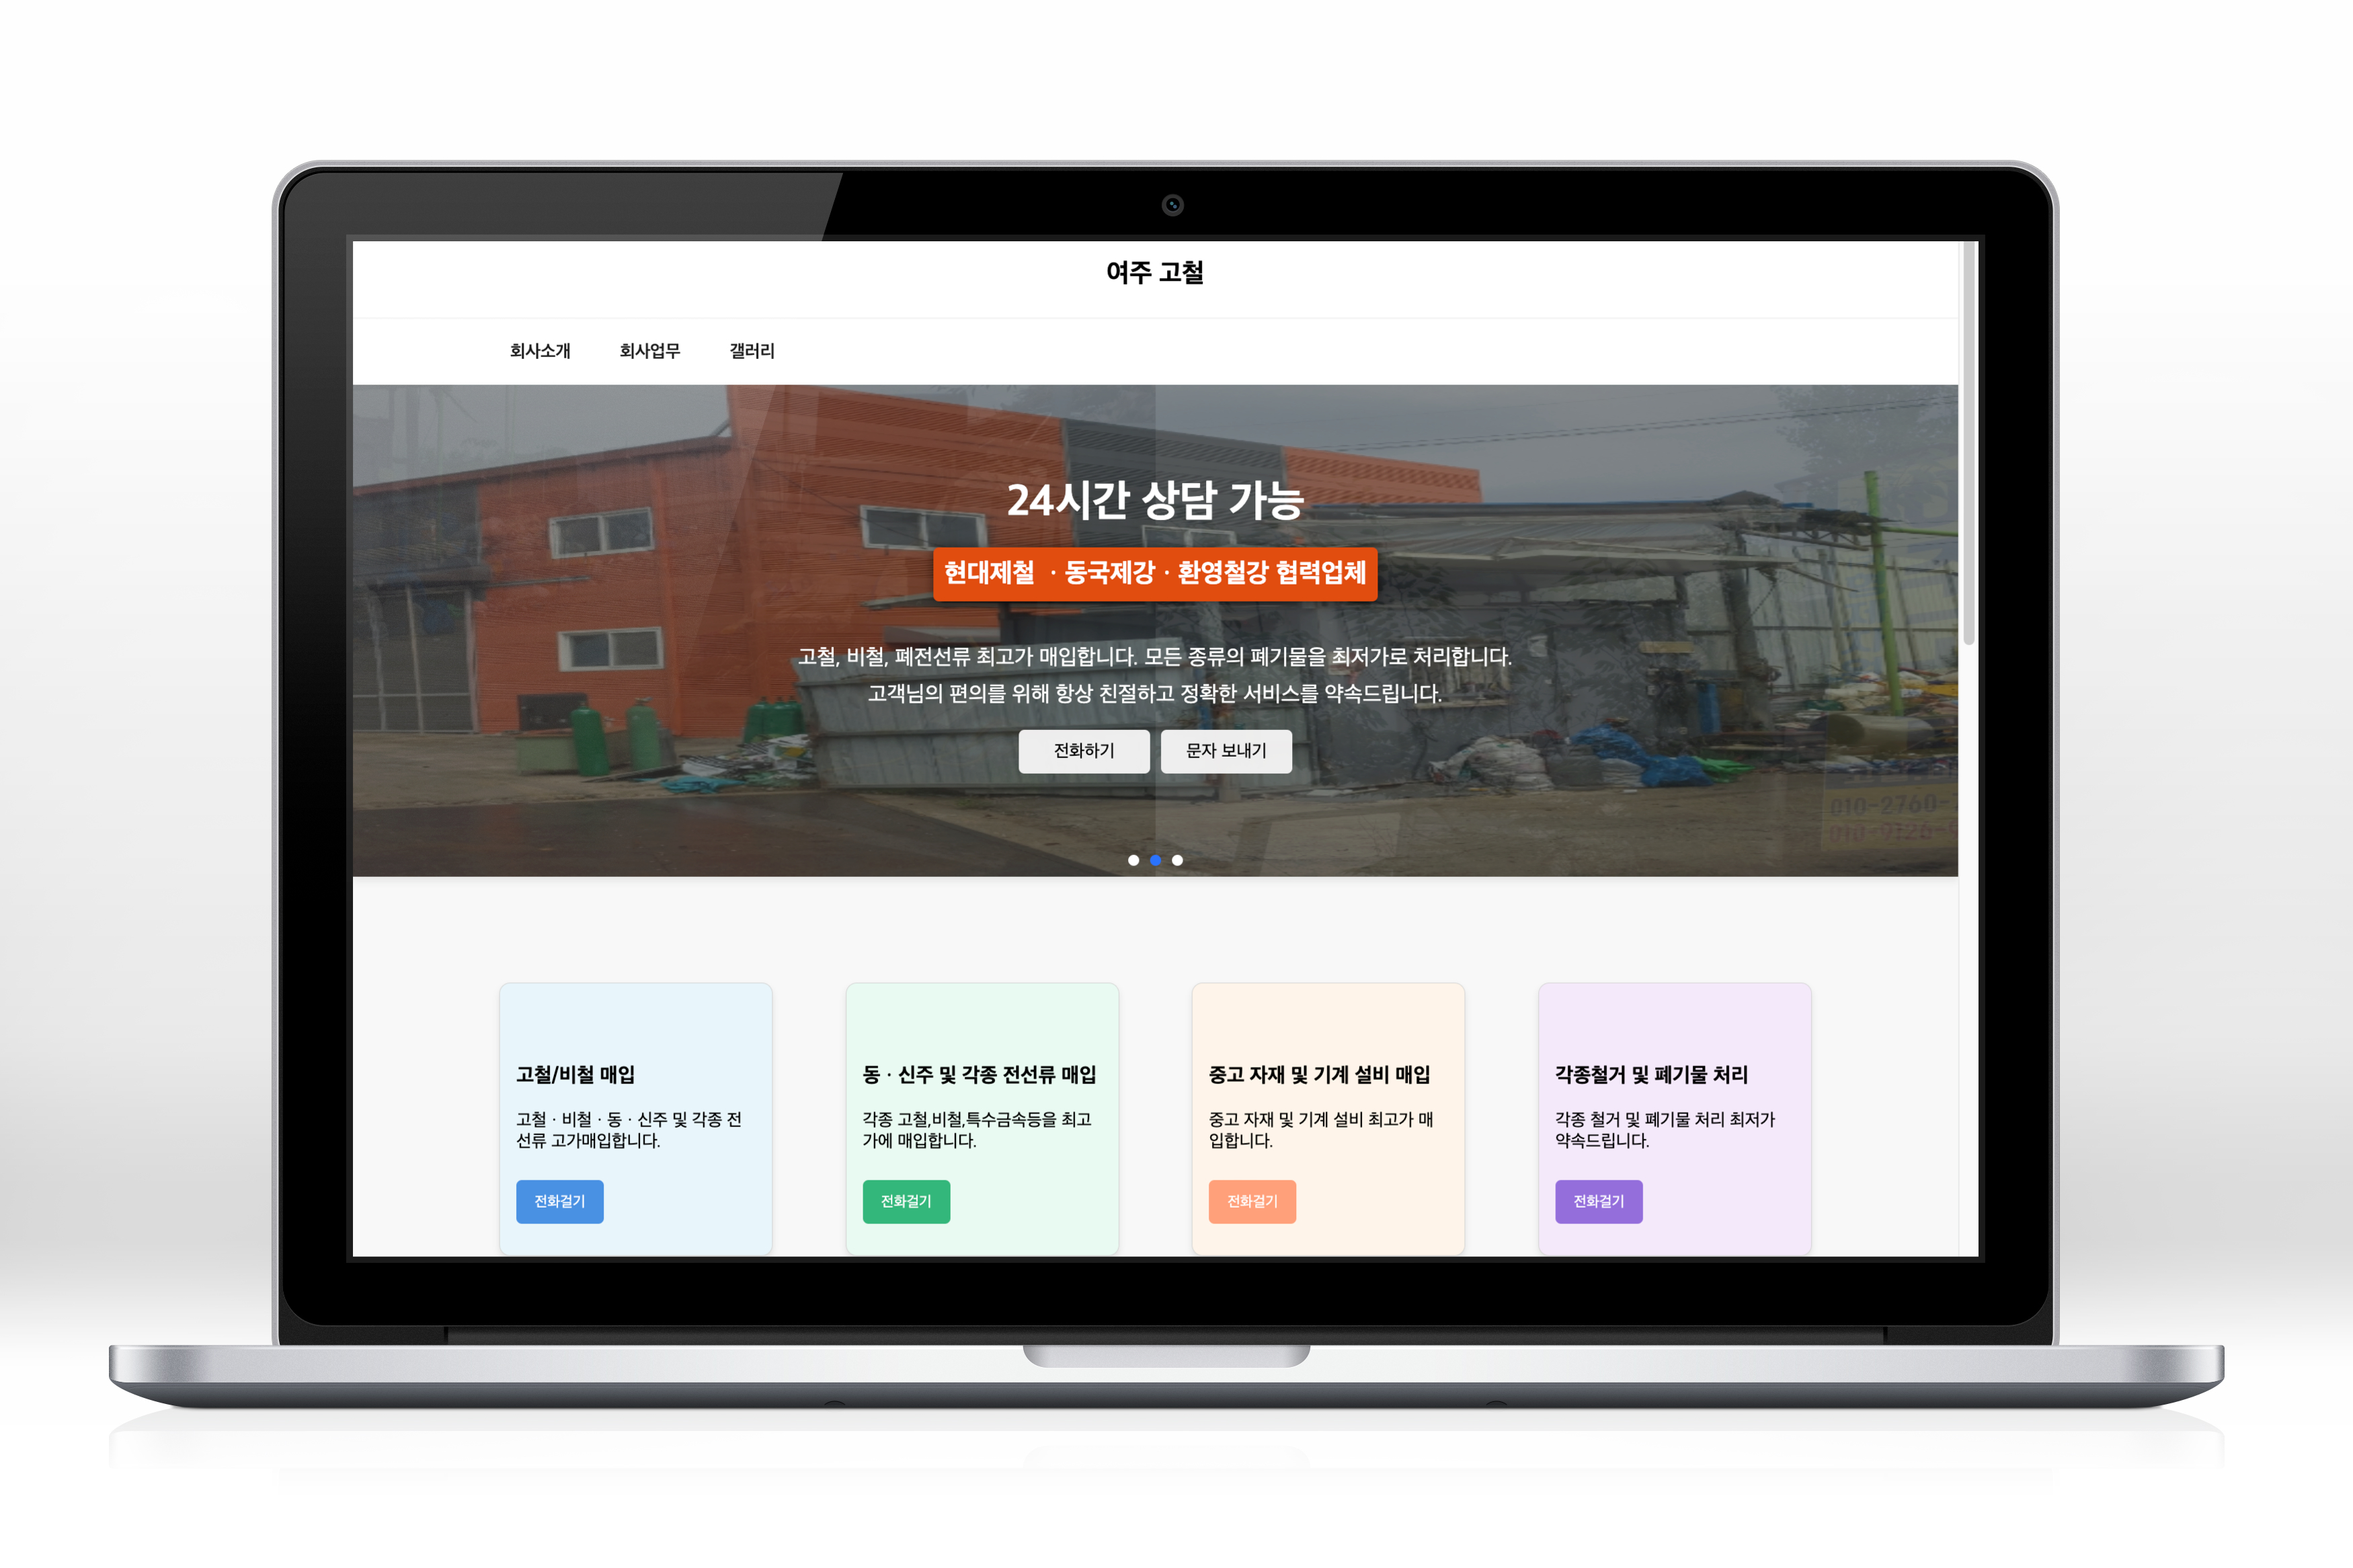 여주 고철
회사소개 회사업무 갤러리
24시간 상담 가능
현대제철 · 동국제강 · 환영철강 협력업체
고철, 비철, 폐전선류 최고가 매입합니다. 모든 종류의 폐기물을 최저가로 처리합니다.
고객님의 편의를 위해 항상 친절하고 정확한 서비스를 약속드립니다.
전화하기 문자 보내기
010-2760-
010-9126-
고철/비철 매입
고철 · 비철 · 동 · 신주 및 각종 전
선류 고가매입합니다.
전화걸기
동 · 신주 및 각종 전선류 매입
각종 고철,비철,특수금속등을 최고
가에 매입합니다.
전화걸기
중고 자재 및 기계 설비 매입
중고 자재 및 기계 설비 최고가 매
입합니다.
전화걸기
각종철거 및 폐기물 처리
각종 철거 및 폐기물 처리 최저가
약속드립니다.
전화걸기